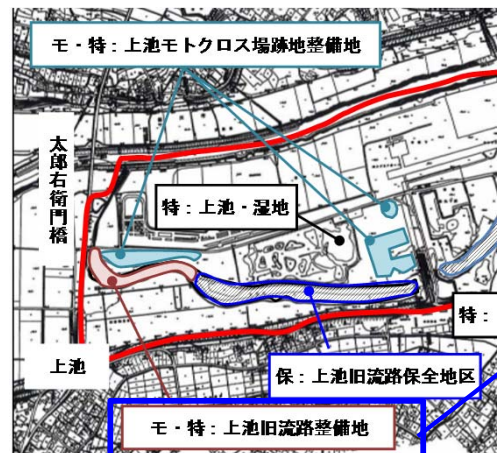 モ・特：上池モトクロス場跡地整備地
太郎右衛門橋
特：上池・湿地
特：
上池
保：上池旧流路保全地区
モ・特：上池旧流路整備地